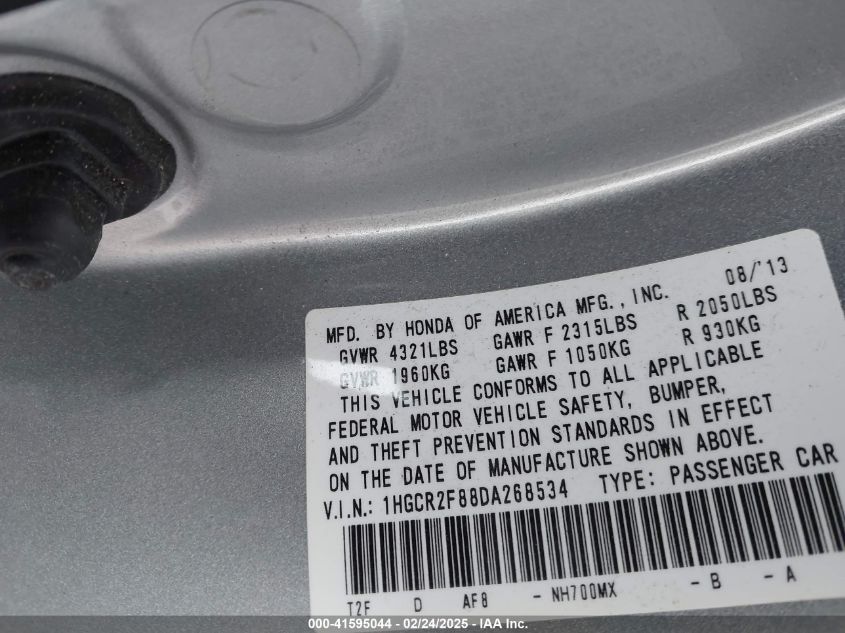 08/'13
MFD. BY HONDA OF AMERICA MFG., INC.
GVWR 4321LBS GAWR F 2315LBS R 2050LBS
GVWR 1960KG GAWR F 1050KG R 930KG
THIS VEHICLE CONFORMS TO ALL APPLICABLE
FEDERAL MOTOR VEHICLE SAFETY, BUMPER,
AND THEFT PREVENTION STANDARDS IN EFFECT
ON THE DATE OF MANUFACTURE SHOWN ABOVE.
V.I.N.: 1HGCR2F88DA268534 TYPE: PASSENGER CAR
T2F D AF8 - NH700MX - B - A
000-41595044 - 02/24/2025 - IAA Inc.